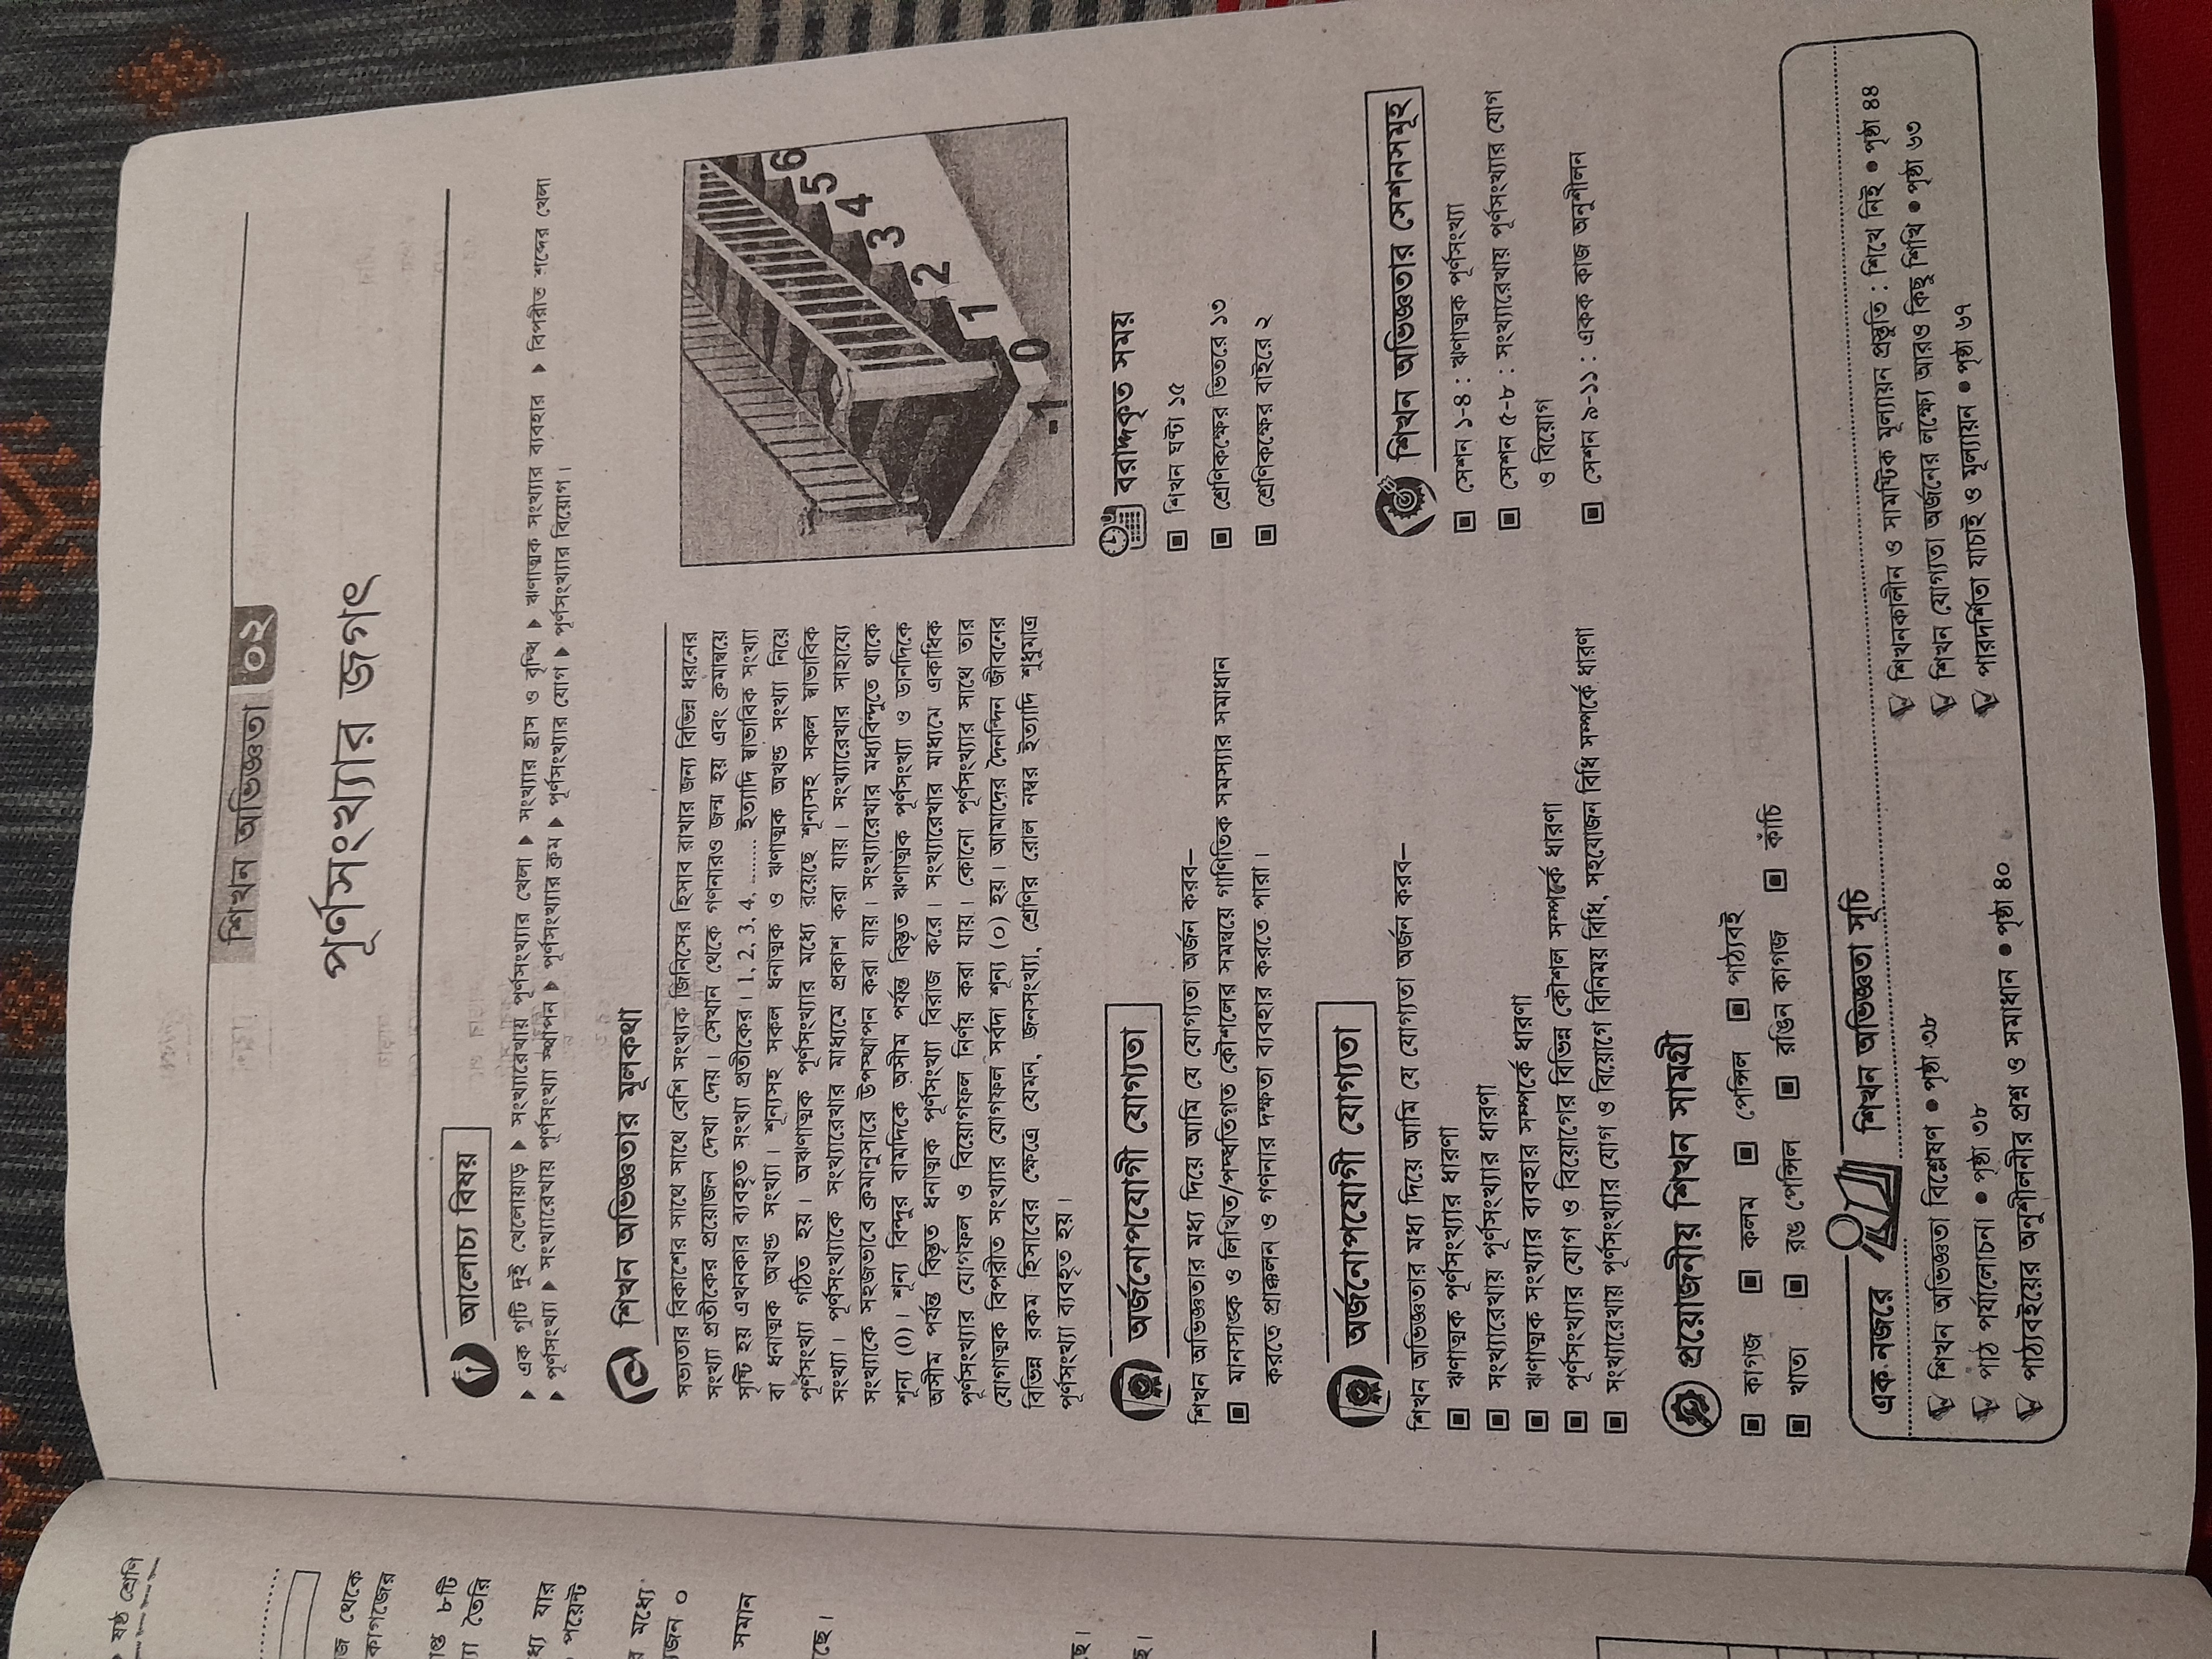 ষষ্ঠ শ্রেণি
জ থেকে
কাগজের
৮টি
তৈরি
যার
পয়েন্ট
মধ্যে
০
সমান
শিখন অভিজ্ঞতা ০২
পূর্ণসংখ্যার জগৎ
আলোচ্য বিষয়
এক গুটি দুই খেলোয়াড় সংখ্যারেখায় পূর্ণসংখ্যার খেলা সংখ্যার হ্রাস ও বৃদ্ধি ঋণাত্মক সংখ্যার ব্যবহার বিপরীত শব্দের খেলা
পূর্ণসংখ্যা সংখ্যারেখায় পূর্ণসংখ্যা স্থাপন পূর্ণসংখ্যার ক্রম পূর্ণসংখ্যার যোগ পূর্ণসংখ্যার বিয়োগ।
শিখন অভিজ্ঞতার মূলকথা
সভ্যতার বিকাশের সাথে সাথে বেশি সংখ্যক জিনিসের হিসাব রাখার জন্য বিভিন্ন ধরনের
সংখ্যা প্রতীকের প্রয়োজন দেখা দেয়। সেখান থেকে গণনারও জন্ম হয় এবং ক্রমান্বয়ে
সৃষ্টি হয় এখনকার ব্যবহৃত সংখ্যা প্রতীকের। 1, 2, 3, 4, ........ ইত্যাদি স্বাভাবিক সংখ্যা
বা ধনাত্মক অখণ্ড সংখ্যা। শূন্যসহ সকল ধনাত্মক ও ঋণাত্মক অখণ্ড সংখ্যা নিয়ে
পূর্ণসংখ্যা গঠিত হয়। অঋণাত্মক পূর্ণসংখ্যার মধ্যে রয়েছে শূন্যসহ সকল স্বাভাবিক
সংখ্যা। পূর্ণসংখ্যাকে সংখ্যারেখার মাধ্যমে প্রকাশ করা যায়। সংখ্যারেখার সাহায্যে
সংখ্যাকে সহজভাবে ক্রমানুসারে উপস্থাপন করা যায়। সংখ্যারেখার মধ্যবিন্দুতে থাকে
শূন্য (0)। শূন্য বিন্দুর বামদিকে অসীম পর্যন্ত বিস্তৃত ঋণাত্মক পূর্ণসংখ্যা ও ডানদিকে
অসীম পর্যন্ত বিস্তৃত ধনাত্মক পূর্ণসংখ্যা বিরাজ করে। সংখ্যারেখার মাধ্যমে একাধিক
পূর্ণসংখ্যার যোগফল ও বিয়োগফল নির্ণয় করা যায়। কোনো পূর্ণসংখ্যার সাথে তার
যোগাত্মক বিপরীত সংখ্যার যোগফল সর্বদা শূন্য (০) হয়। আমাদের দৈনন্দিন জীবনের
বিভিন্ন রকম হিসাবের ক্ষেত্রে যেমন, জনসংখ্যা, শ্রেণির রোল নম্বর ইত্যাদি শুধুমাত্র
পূর্ণসংখ্যা ব্যবহৃত হয়।
6
5
4
3
2
1
0
-1
অর্জনোপযোগী যোগ্যতা
শিখন অভিজ্ঞতার মধ্য দিয়ে আমি যে যোগ্যতা অর্জন করব—
মানসাঙ্ক ও লিখিত/পদ্ধতিগত কৌশলের সমন্বয়ে গাণিতিক সমস্যার সমাধান
করতে প্রাক্কলন ও গণনার দক্ষতা ব্যবহার করতে পারা।
বরাদ্দকৃত সময়
শিখন ঘণ্টা ১৫
শ্রেণিকক্ষের ভিতরে ১৩
শ্রেণিকক্ষের বাইরে ২
অর্জনোপযোগী যোগ্যতা
শিখন অভিজ্ঞতার মধ্য দিয়ে আমি যে যোগ্যতা অর্জন করব—
ঋণাত্মক পূর্ণসংখ্যার ধারণা
সংখ্যারেখায় পূর্ণসংখ্যার ধারণা
ঋণাত্মক সংখ্যার ব্যবহার সম্পর্কে ধারণা
পূর্ণসংখ্যার যোগ ও বিয়োগের বিভিন্ন কৌশল সম্পর্কে ধারণা
সংখ্যারেখায় পূর্ণসংখ্যার যোগ ও বিয়োগে বিনিময় বিধি, সহযোজন বিধি সম্পর্কে ধারণা
শিখন অভিজ্ঞতার সেশনসমূহ
সেশন ১-৪ : ঋণাত্মক পূর্ণসংখ্যা
সেশন ৫-৮ : সংখ্যারেখায় পূর্ণসংখ্যার যোগ
ও বিয়োগ
সেশন ৯-১১ : একক কাজ অনুশীলন
প্রয়োজনীয় শিখন সামগ্রী
কাগজ কলম পেন্সিল পাঠ্যবই
খাতা রঙ পেন্সিল রঙিন কাগজ কাঁচি
এক নজরে শিখন অভিজ্ঞতা সূচি
শিখন অভিজ্ঞতা বিশ্লেষণ ● পৃষ্ঠা ৩৮
পাঠ পর্যালোচনা ● পৃষ্ঠা ৩৮
পাঠ্যবইয়ের অনুশীলনীর প্রশ্ন ও সমাধান ● পৃষ্ঠা ৪০
শিখনকালীন ও সামষ্টিক মূল্যায়ন প্রস্তুতি : শিখে নিই ● পৃষ্ঠা ৪৪
শিখন যোগ্যতা অর্জনের লক্ষ্যে আরও কিছু শিখি ● পৃষ্ঠা ৬৩
পারদর্শিতা যাচাই ও মূল্যায়ন ● পৃষ্ঠা ৬৭